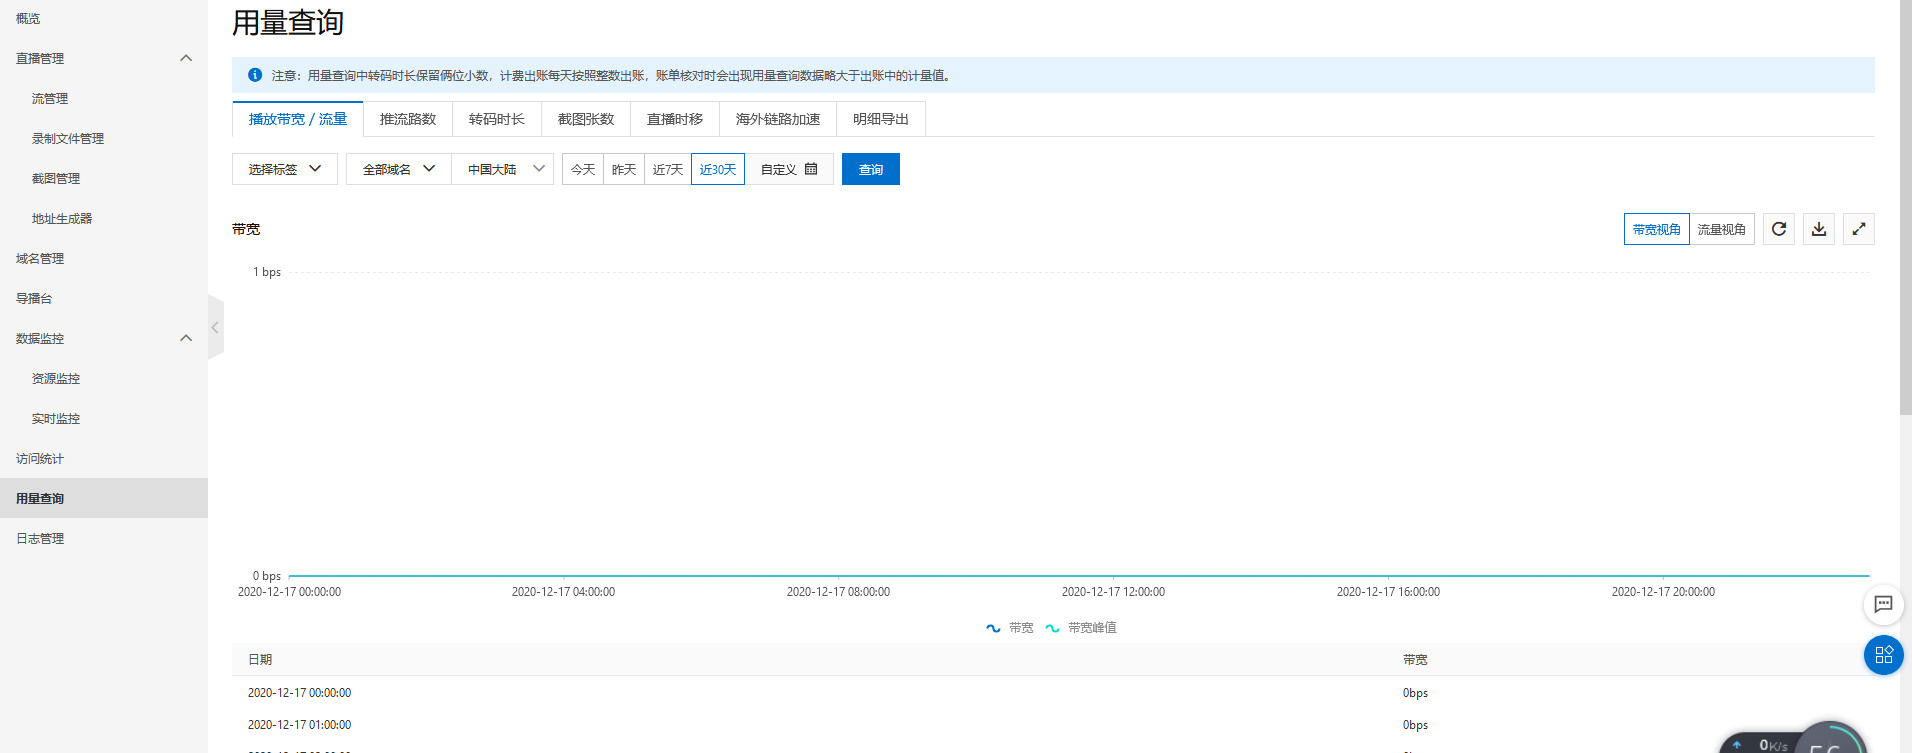 概览
直播管理
流管理
录制文件管理
截图管理
地址生成器
域名管理
导播台
数据监控
资源监控
实时监控
访问统计
用量查询
日志管理
用量查询
注意：用量查询中转码时长保留俩位小数，计费出账每天按照整数出账，账单核对时会出现用量查询数据略大于出账中的计量值。
播放带宽 / 流量 推流路数 转码时长 截图张数 直播时移 海外链路加速 明细导出
选择标签 全部域名 中国大陆 今天 昨天 近7天 近30天 自定义 查询
带宽 带宽视角 流量视角
1 bps
0 bps
2020-12-17 00:00:00 2020-12-17 04:00:00 2020-12-17 08:00:00 2020-12-17 12:00:00 2020-12-17 16:00:00 2020-12-17 20:00:00
带宽 带宽峰值
日期 带宽
2020-12-17 00:00:00 0bps
2020-12-17 01:00:00 0bps
0K/s